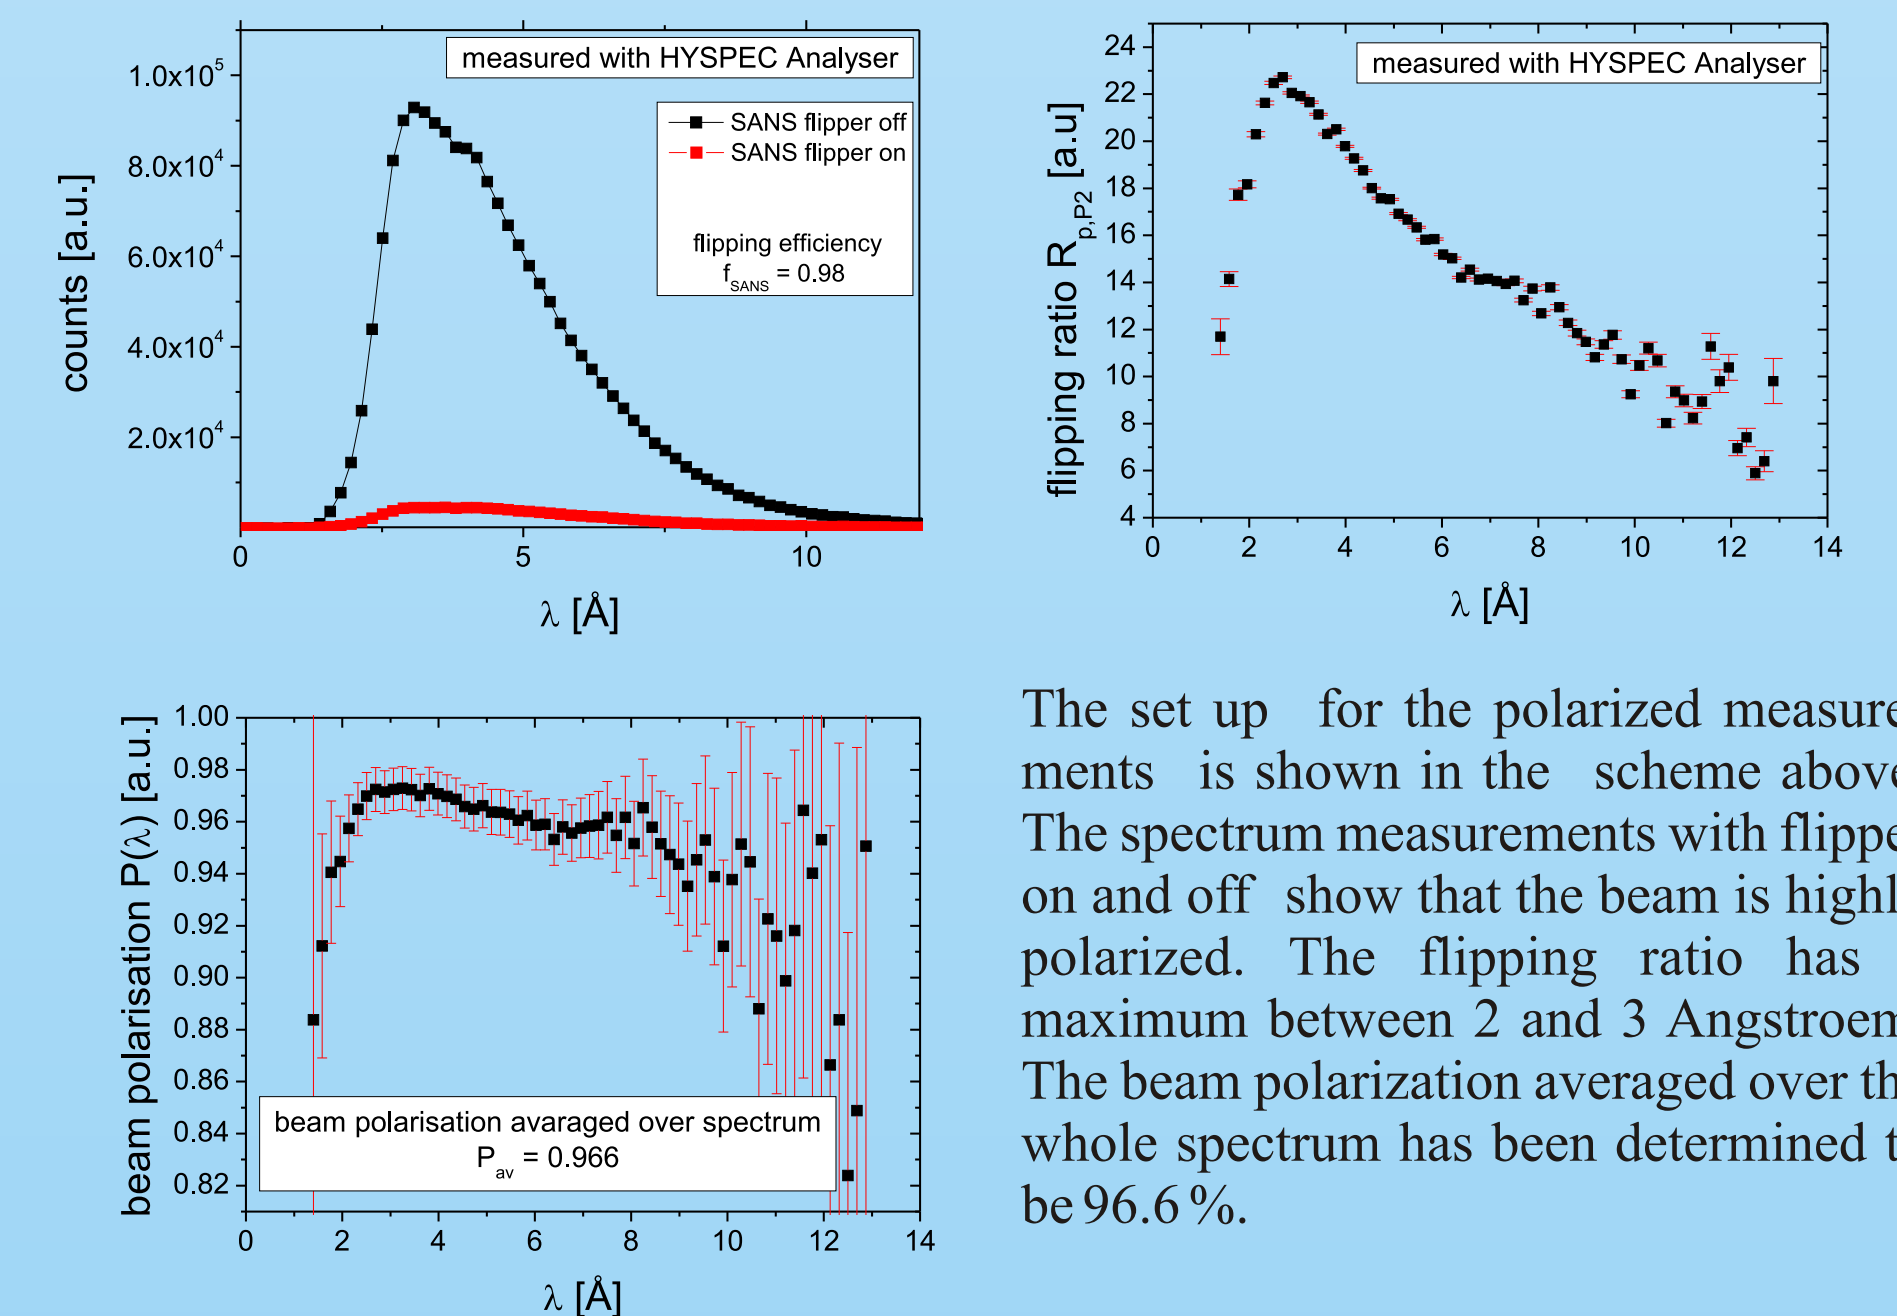 measured with HYSPEC Analyser
1.0x10^5
8.0x10^4
6.0x10^4
4.0x10^4
2.0x10^4
counts [a.u.]
SANS flipper off
SANS flipper on
flipping efficiency
f_SANS = 0.98
0 5 10
λ [Å]
measured with HYSPEC Analyser
24
22
20
18
16
14
12
10
8
6
4
flipping ratio R_p,P2 [a.u]
0 2 4 6 8 10 12 14
λ [Å]
1.00
0.98
0.96
0.94
0.92
0.90
0.88
0.86
0.84
0.82
beam polarisation P(λ) [a.u.]
beam polarisation avaraged over spectrum
P_av = 0.966
0 2 4 6 8 10 12 14
λ [Å]
The set up for the polarized measure
ments is shown in the scheme above
The spectrum measurements with flippe
on and off show that the beam is highl
polarized. The flipping ratio has
maximum between 2 and 3 Angstroem
The beam polarization averaged over th
whole spectrum has been determined t
be 96.6 %.